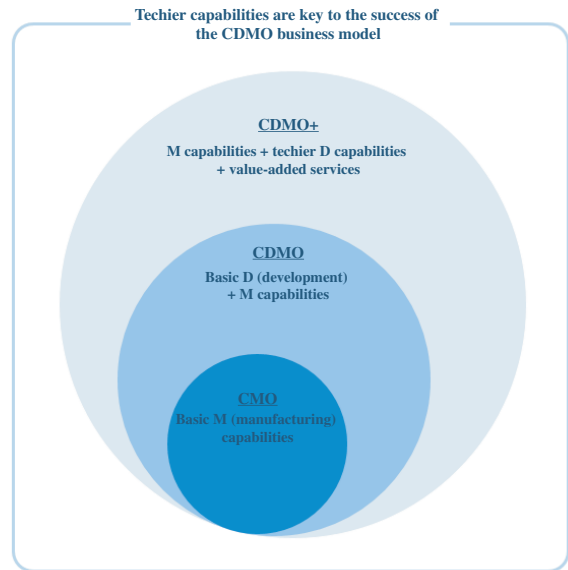 Techier capabilities are key to the success of
the CDMO business model
CDMO+
M capabilities + techier D capabilities
+ value-added services
CDMO
Basic D (development)
+ M capabilities
CMO
Basic M (manufacturing)
capabilities